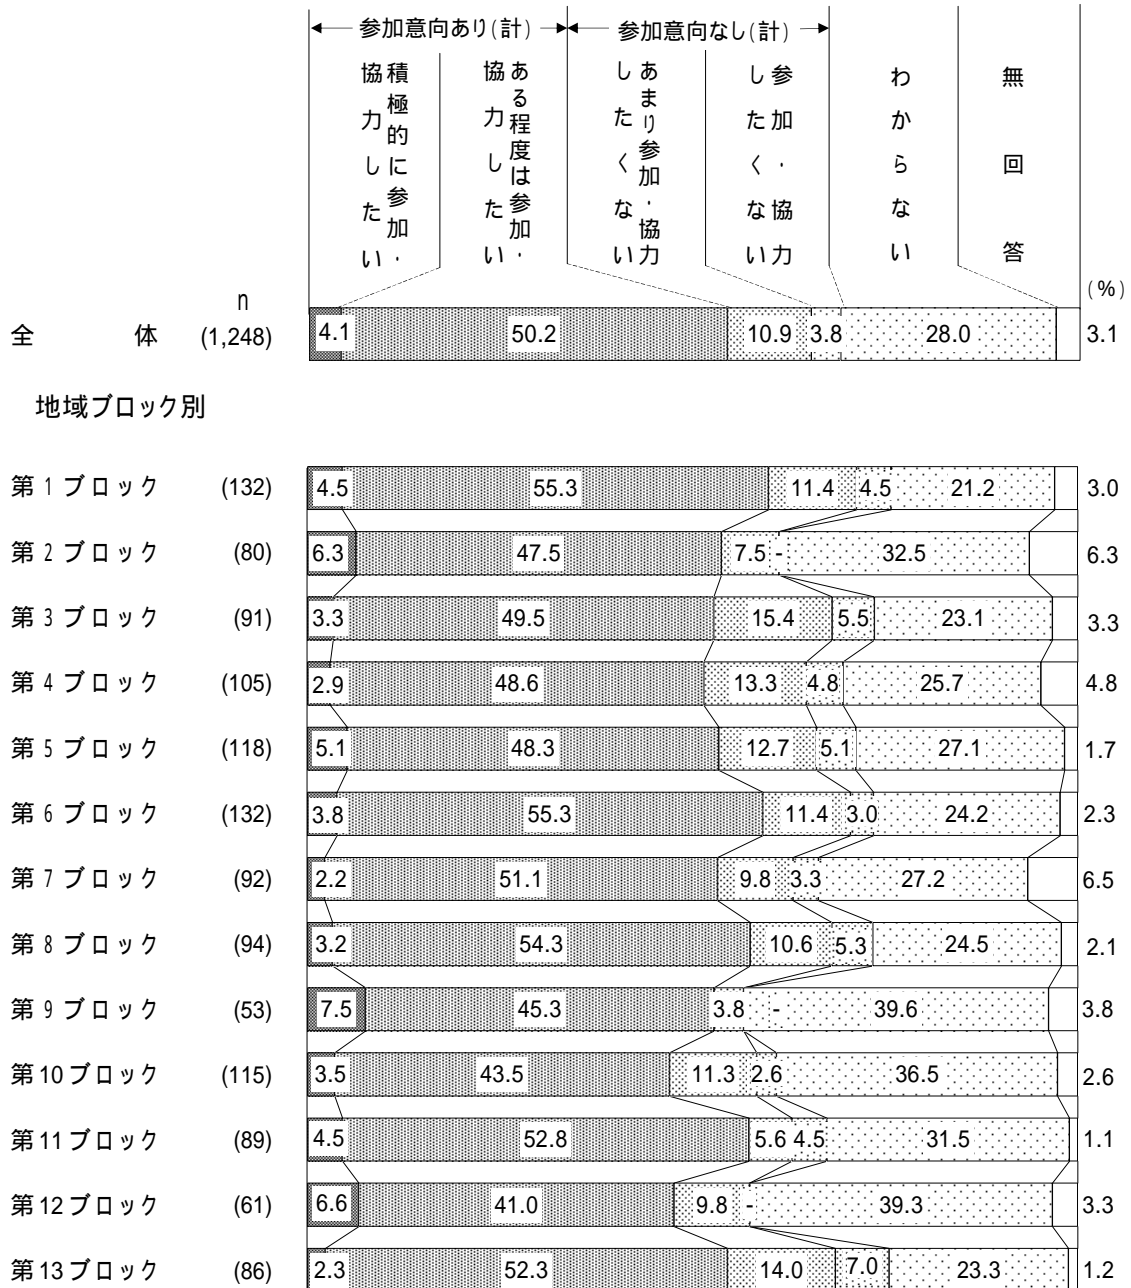 参加意向あり(計)
参加意向なし(計)
積極的に参加・
協力したい
ある程度は参加・
協力したい
あまり参加・協力
したくない
参加・協力
したくない
わからない
無回答
(%)
n
全体 (1,248) 4.1 50.2 10.9 3.8 28.0 3.1
地域ブロック別
第1ブロック (132) 4.5 55.3 11.4 4.5 21.2 3.0
第2ブロック (80) 6.3 47.5 7.5 - 32.5 6.3
第3ブロック (91) 3.3 49.5 15.4 5.5 23.1 3.3
第4ブロック (105) 2.9 48.6 13.3 4.8 25.7 4.8
第5ブロック (118) 5.1 48.3 12.7 5.1 27.1 1.7
第6ブロック (132) 3.8 55.3 11.4 3.0 24.2 2.3
第7ブロック (92) 2.2 51.1 9.8 3.3 27.2 6.5
第8ブロック (94) 3.2 54.3 10.6 5.3 24.5 2.1
第9ブロック (53) 7.5 45.3 3.8 - 39.6 3.8
第10ブロック (115) 3.5 43.5 11.3 2.6 36.5 2.6
第11ブロック (89) 4.5 52.8 5.6 4.5 31.5 1.1
第12ブロック (61) 6.6 41.0 9.8 - 39.3 3.3
第13ブロック (86) 2.3 52.3 14.0 7.0 23.3 1.2